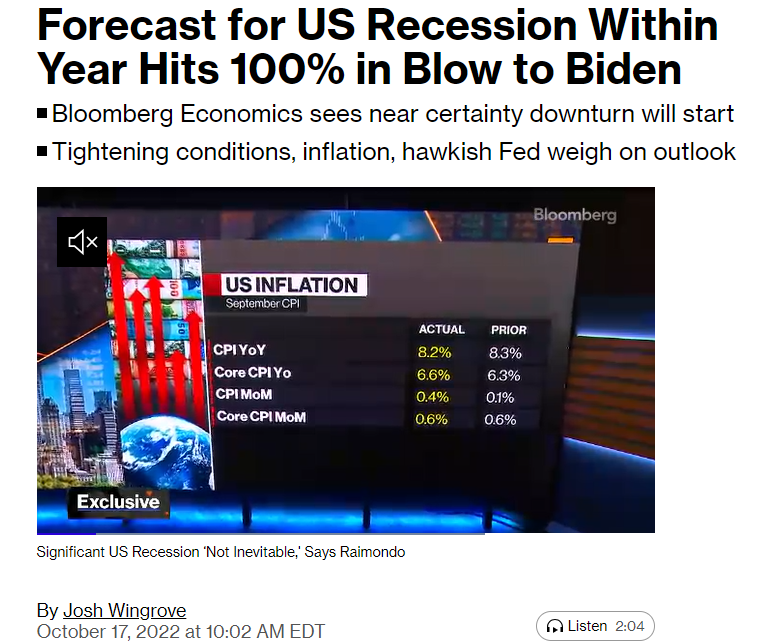 Forecast for US Recession Within
Year Hits 100% in Blow to Biden
Bloomberg Economics sees near certainty downturn will start
Tightening conditions, inflation, hawkish Fed weigh on outlook
Bloomberg
US INFLATION
September CPI
ACTUAL PRIOR
CPI YoY 8.2% 8.3%
Core CPI Yo 6.6% 6.3%
CPI MoM 0.4% 0.1%
Core CPI MoM 0.6% 0.6%
Exclusive
Significant US Recession 'Not Inevitable,' Says Raimondo
By Josh Wingrove
October 17, 2022 at 10:02 AM EDT
Listen 2:04